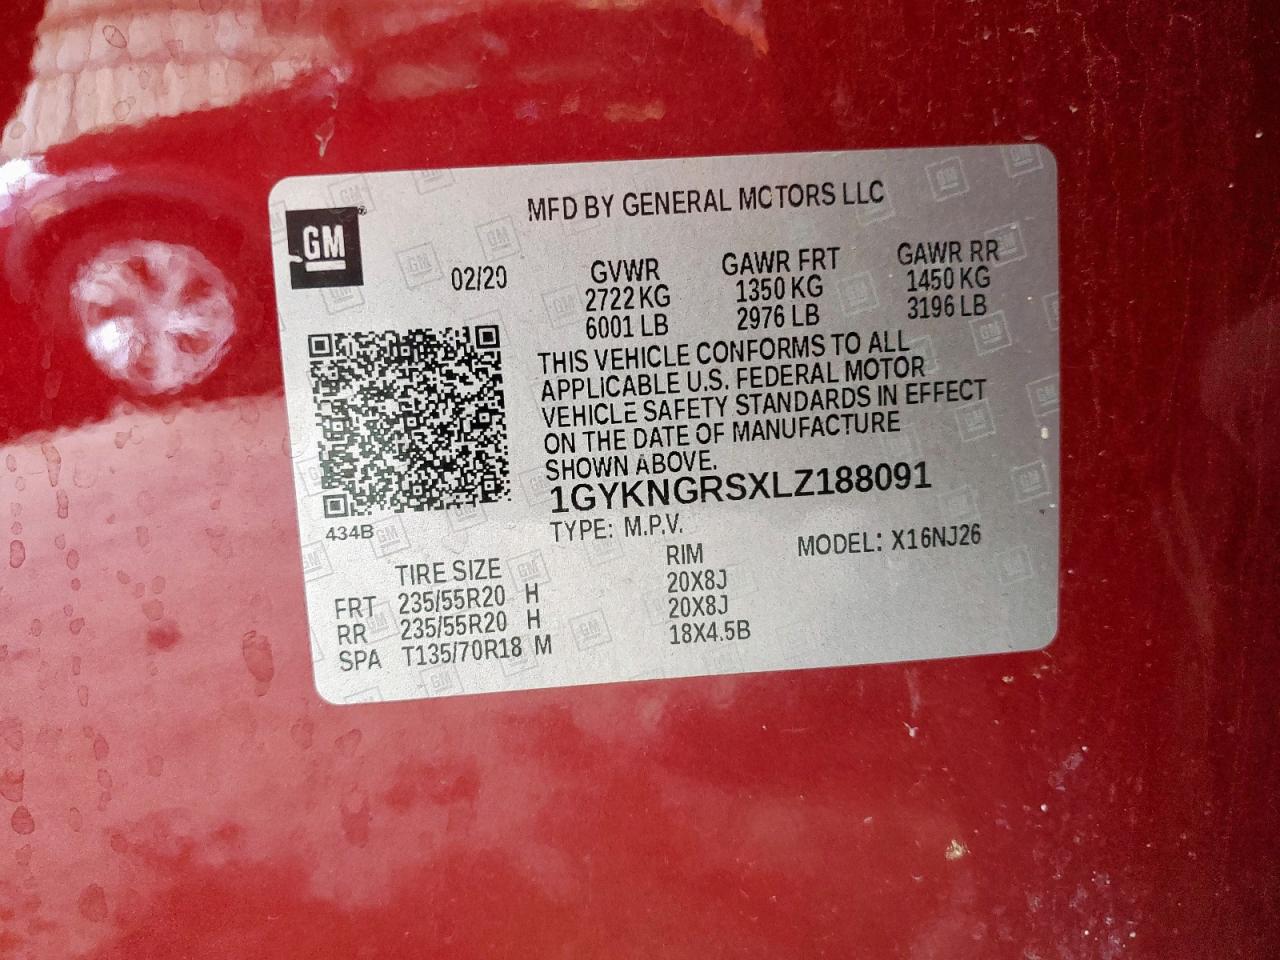 MFD BY GENERAL MOTORS LLC
GM
02/20
GVWR GAWR FRT GAWR RR
2722 KG 1350 KG 1450 KG
6001 LB 2976 LB 3196 LB
THIS VEHICLE CONFORMS TO ALL
APPLICABLE U.S. FEDERAL MOTOR
VEHICLE SAFETY STANDARDS IN EFFECT
ON THE DATE OF MANUFACTURE
SHOWN ABOVE.
1GYKNGRSXLZ188091
434B
TYPE: M.P.V. MODEL: X16NJ26
TIRE SIZE RIM
FRT 235/55R20 H 20X8J
RR 235/55R20 H 20X8J
SPA T135/70R18 M 18X4.5B